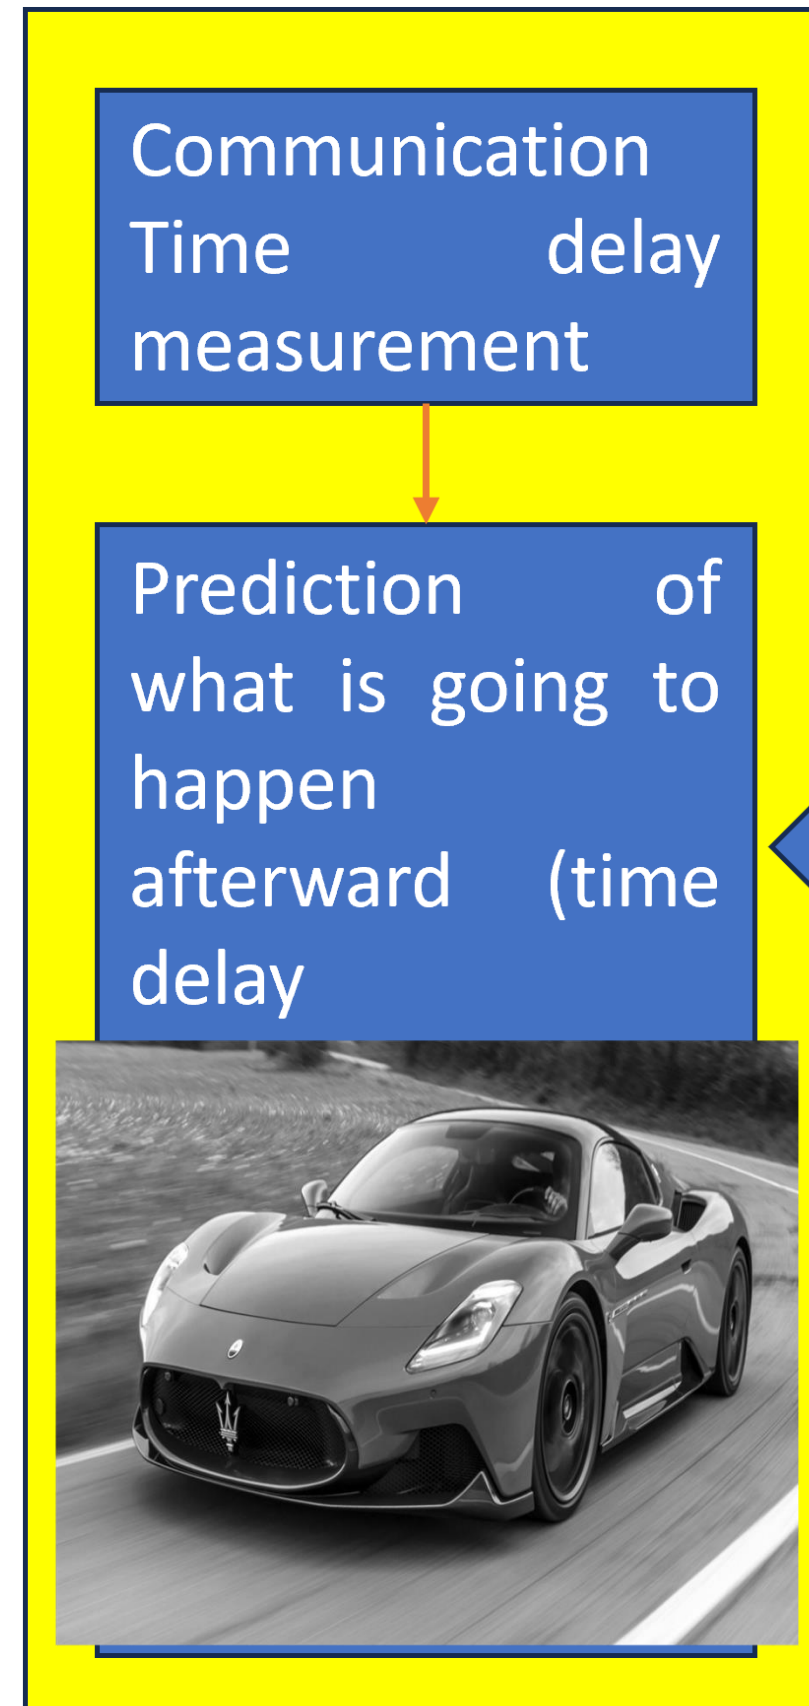 Communication
Time delay
measurement
Prediction of
what is going to
happen
afterward (time
delay